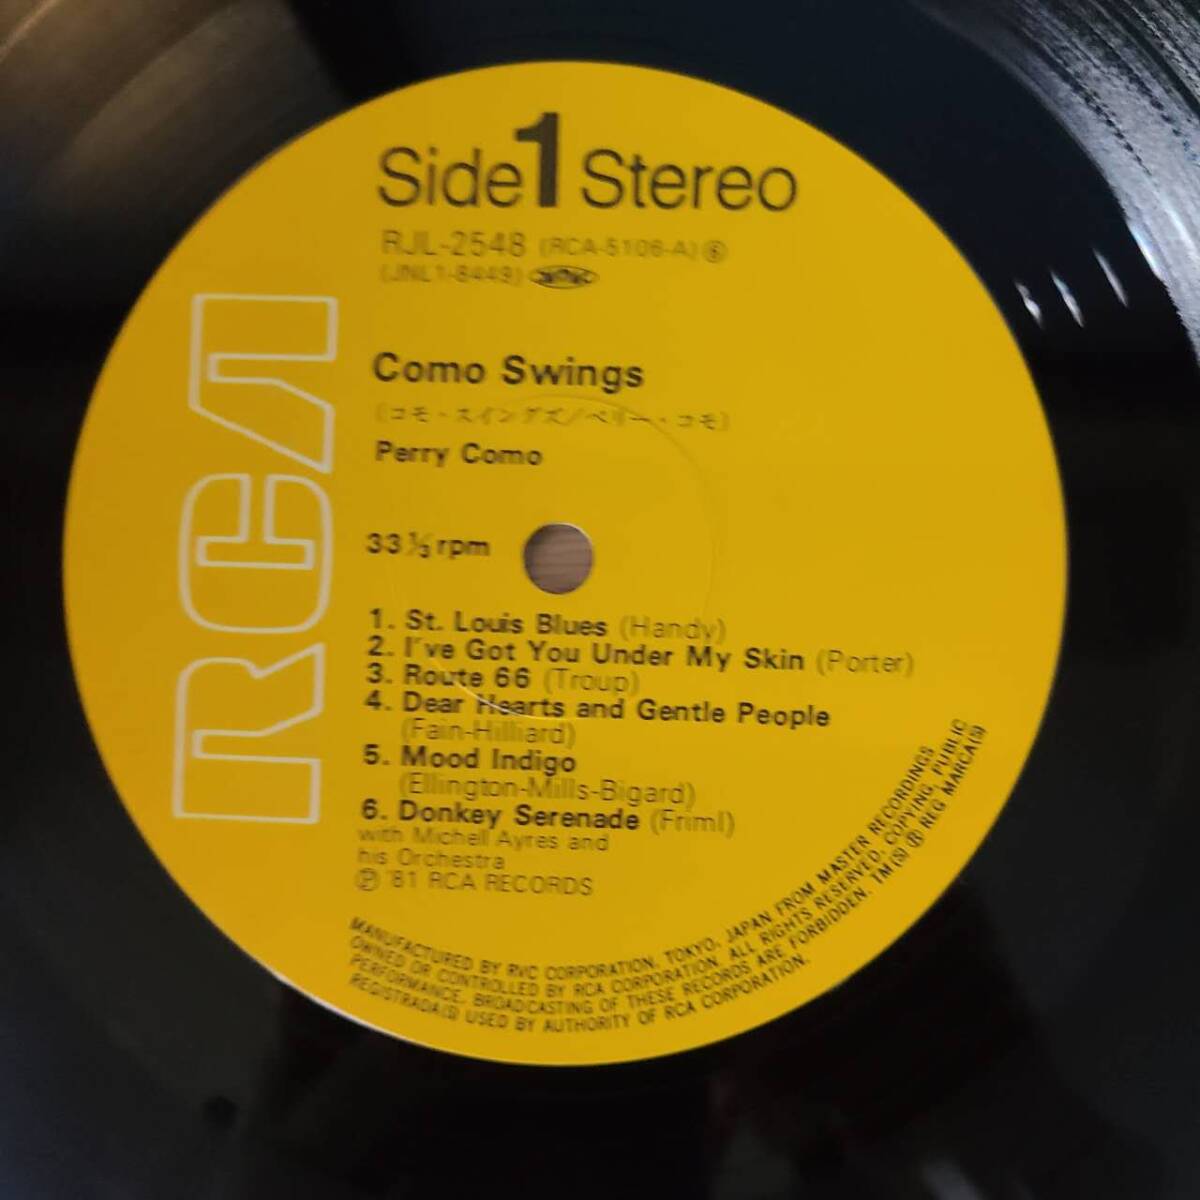 Side 1 Stereo
RJL-2548 (RCA-5106-A) Ⓢ
(JNL1-8449)
RCA
Como Swings
(コモ・スイングズ/ペリー・コモ)
Perry Como
33 1/3 rpm
1. St. Louis Blues (Handy)
2. I've Got You Under My Skin (Porter)
3. Route 66 (Troup)
4. Dear Hearts and Gentle People
(Fain-Hilliard)
5. Mood Indigo
(Ellington-Mills-Bigard)
6. Donkey Serenade (Friml)
with Michell Ayres and
his Orchestra
Ⓟ '81 RCA RECORDS
MANUFACTURED BY RVC CORPORATION, TOKYO, JAPAN FROM MASTER RECORDINGS
OWNED OR CONTROLLED BY RCA CORPORATION. ALL RIGHTS RESERVED, COPYING, PUBLIC
PERFORMANCE, BROADCASTING OF THESE RECORDS ARE FORBIDDEN. TM(S) ® REG MARCA(S)
REGISTRADA(S) USED BY AUTHORITY OF RCA CORPORATION.